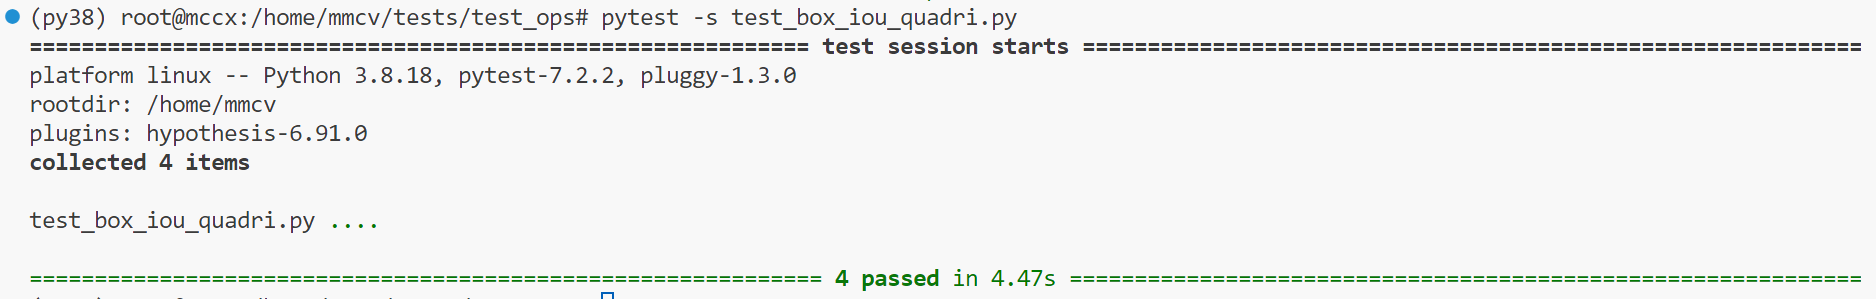 (py38) root@mccx:/home/mmcv/tests/test_ops# pytest -s test_box_iou_quadri.py
============================================================ test session starts ============================================================
platform linux -- Python 3.8.18, pytest-7.2.2, pluggy-1.3.0
rootdir: /home/mmcv
plugins: hypothesis-6.91.0
collected 4 items
test_box_iou_quadri.py ....
============================================================= 4 passed in 4.47s =============================================================